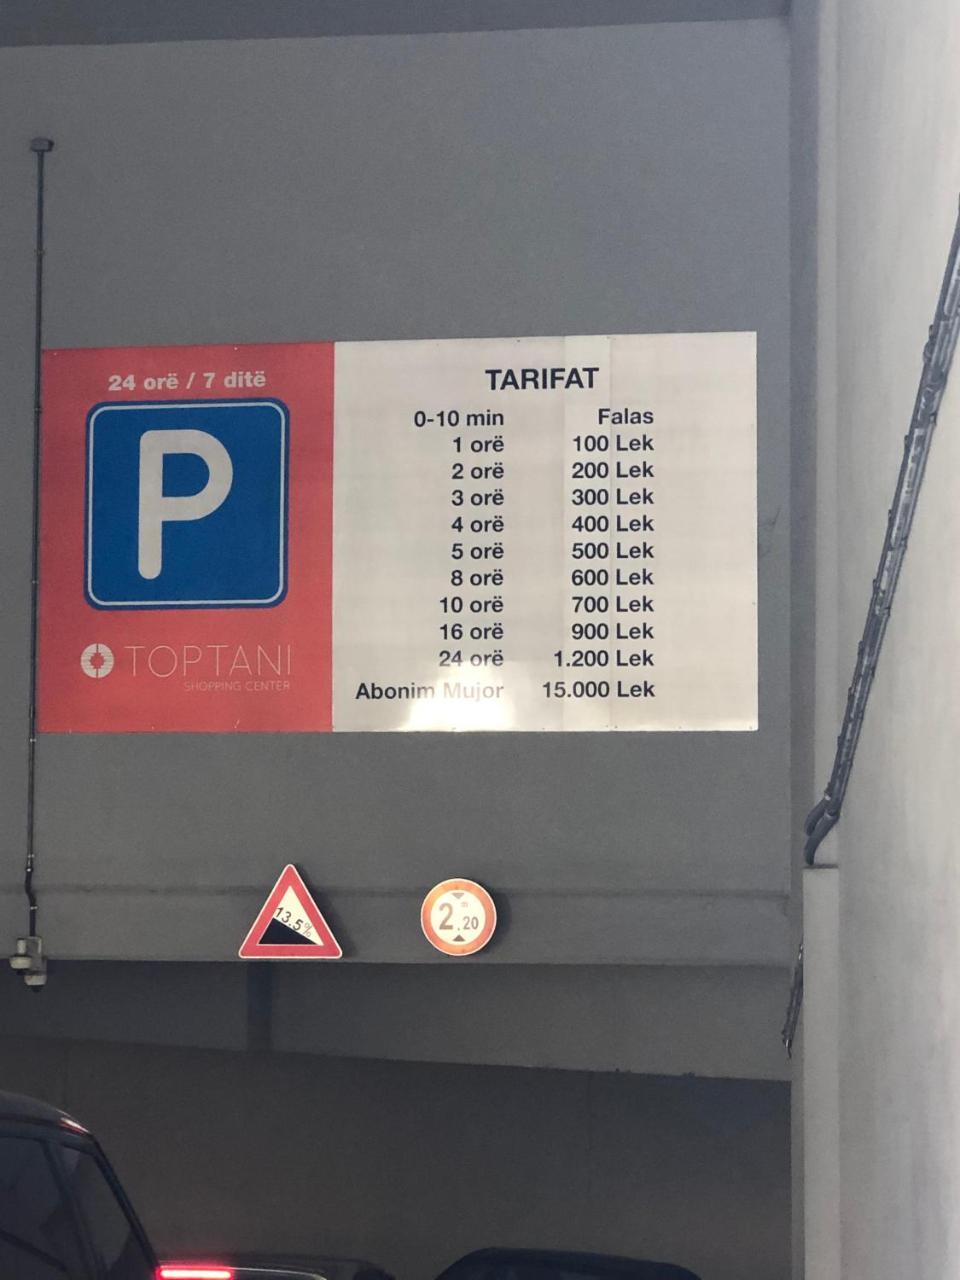 24 orë / 7 ditë
P
TOPTANI
SHOPPING CENTER
TARIFAT
0-10 min Falas
1 orë 100 Lek
2 orë 200 Lek
3 orë 300 Lek
4 orë 400 Lek
5 orë 500 Lek
8 orë 600 Lek
10 orë 700 Lek
16 orë 900 Lek
24 orë 1.200 Lek
Abonim Mujor 15.000 Lek
13.5%
m
2.20